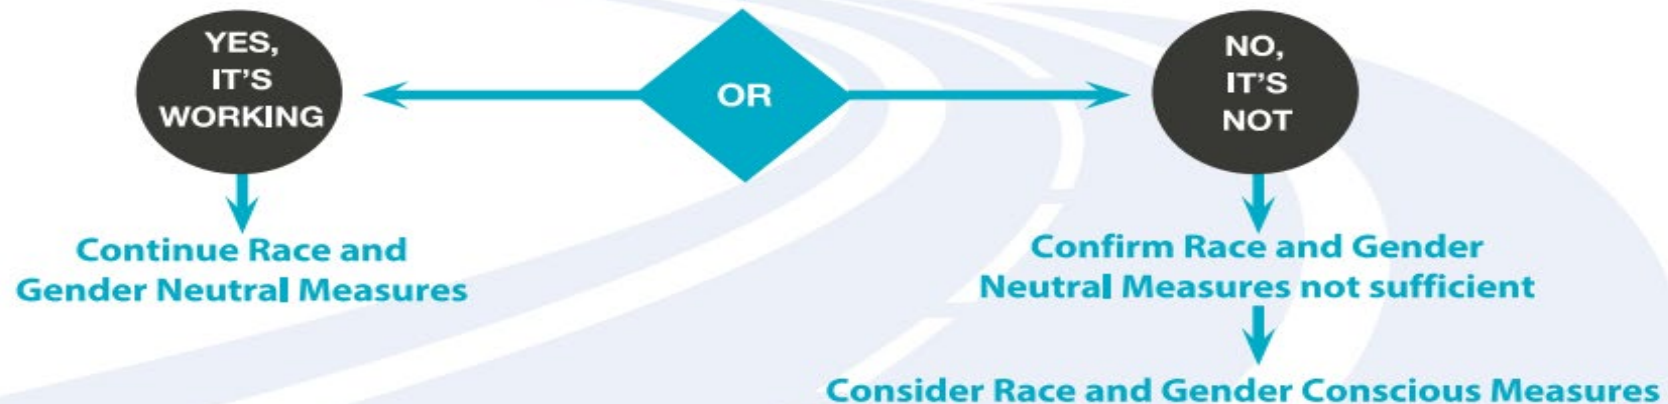 YES,
IT'S
WORKING
OR
NO,
IT'S
NOT
Continue Race and
Gender Neutral Measures
Confirm Race and Gender
Neutral Measures not sufficient
Consider Race and Gender Conscious Measures